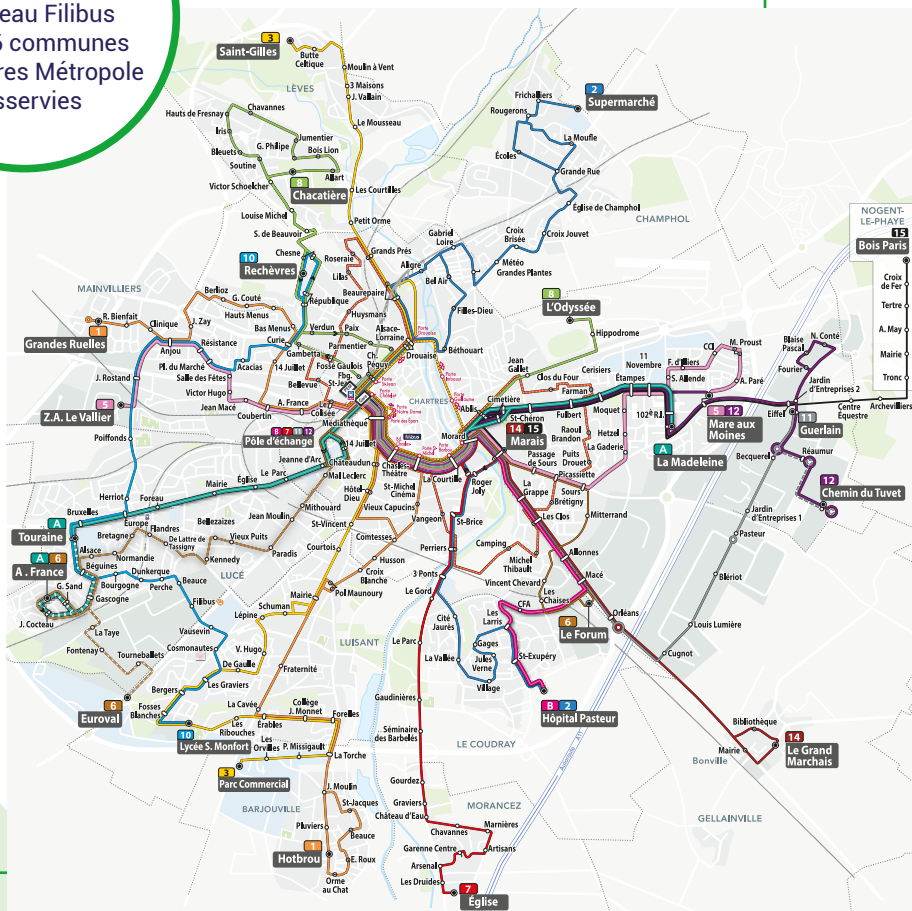 eau Filibus
6 communes
res Métropole
sservies
3
Saint-Gilles
Butte
Celtique
Moulin à Vent
3 Maisons
J. Vallain
LÈVES
Le Mousseau
Les Courtilles
Petit Orme
Hauts de Fresnay
Chavannes
Iris
Bleuets
Soutine
G. Philipe
Jumentier
Bois Lion
Allart
Victor Schoelcher
8
Chacatière
Louise Michel
S. de Beauvoir
Chesne
10
Rechèvres
Roseraie
Lilas
Grands Prés
République
Beaurepaire
Huysmans
Frichalliers
2
Supermarché
Rougerons
La Moufle
Écoles
Grande Rue
Église de Champhol
CHAMPHOL
Croix
Brisée
Croix Jouvet
Météo
Grandes Plantes
Gabriel
Loire
Aligre
Bel Air
Filles-Dieu
Béthouart
NOGENT-
LE-PHAYE
15
Bois Paris
Croix
de Fer
Tertre
A. May
Mairie
Tronc
Archevilliers
Centre
Équestre
MAINVILLIERS
R. Bienfait
1
Grandes Ruelles
Clinique
J. Zay
Berlioz
G. Couté
Hauts Menus
Bas Menus
Curie
Verdun
Paix
Parmentier
Alsace-
Lorraine
Porte
Drouaise
Drouaise
Anjou
Résistance
Pl. du Marché
Salle des Fêtes
Acacias
Gambetta
14 Juillet
Fosse Gaulois
Ch.
Péguy
Fbg.
St-Jean
Bellevue
A. France
Colisée
J. Rostand
Victor Hugo
Jean Macé
Coubertin
Médiathèque
5
Z.A. Le Vallier
B 7 11 12
Pôle d'échange
CHARTRES
8
L'Odyssée
Hippodrome
Jean
Gallet
Cimetière
Clos du Four
Farman
Cerisiers
Étampes
11
Novembre
F. d'Illiers
CCI
M. Proust
S. Allende
A. Paré
Blaise
Pascal
N. Conté
Fourier
Jardin
d'Entreprises 2
Eiffel
11
Guerlain
5 12
Mare aux
Moines
Ablis
St-Chéron
14 15
Marais
Morard
Fulbert
Moquet
102e R.I.
A
La Madeleine
Raoul
Brandon
Hetzel
La Gaderie
Passage
de Sours
Puits
Drouet
Picassiette
Becquerel
Réaumur
12
Chemin du Tuvet
Poiffonds
Jeanne d'Arc
Châteaudun
Mail Leclerc
14 Juillet
Chasles-
Théâtre
La Courtille
Roger
Joly
La
Grappe
Sours
Brétigny
Les Clos
Mitterrand
Jardin
d'Entreprises 1
Pasteur
Herriot
Bruxelles
A
Touraine
Europe
Foreau
Mairie
Église
Le Parc
Hôtel-
Dieu
St-Michel
Cinéma
Vieux Capucins
Vangeon
St-Brice
Mithouard
St-Vincent
Jean Moulin
Bellezaizes
Flandres
Bretagne
De Lattre de
Tassigny
Vieux Puits
Kennedy
Paradis
Courtois
Comtesses
Husson
Perriers
Camping
Michel
Thibault
Allonnes
Alsace
Normandie
A 6
A . France
Béguines
Bourgogne
Dunkerque
Perche
Beauce
LUCÉ
Croix
Blanche
Pol Maunoury
3 Ponts
Le Gord
Vincent Chevard
Les
Chaises
Macé
CFA
6
Le Forum
Orléans
Blériot
G. Sand
Gascogne
J. Cocteau
Filibus
Schuman
Mairie
Lépine
Les
Larris
Cité
Jaurès
Louis Lumière
Cugnot
La Taye
Fontenay
Tourneballets
Vausevin
Cosmonautes
V. Hugo
De Gaulle
LUISANT
Le Parc
La Vallée
Gages
Jules
Verne
St-Exupéry
Village
Fraternité
6
Euroval
Bergers
Fosses
Blanches
Les Graviers
La Cavée
Gaudinières
B 2
Hôpital Pasteur
10
Lycée S. Monfort
Les
Ribouches
Érables
Collège
J. Monnet
Forelles
Séminaire
des Barbelés
LE COUDRAY
Autoroute A11
Bibliothèque
14
Le Grand
Marchais
Mairie
Bonville
Les
Orvilles
P. Missigault
La Torche
3
Parc Commercial
Gourdez
J. Moulin
St-Jacques
BARJOUVILLE
Graviers
Château d'Eau
MORANCEZ
GELLAINVILLE
Pluviers
Beauce
1
Hotbrou
E. Roux
Orme
au Chat
Chavannes
Marnières
Garenne Centre
Artisans
Arsenal
Les Druides
7
Église